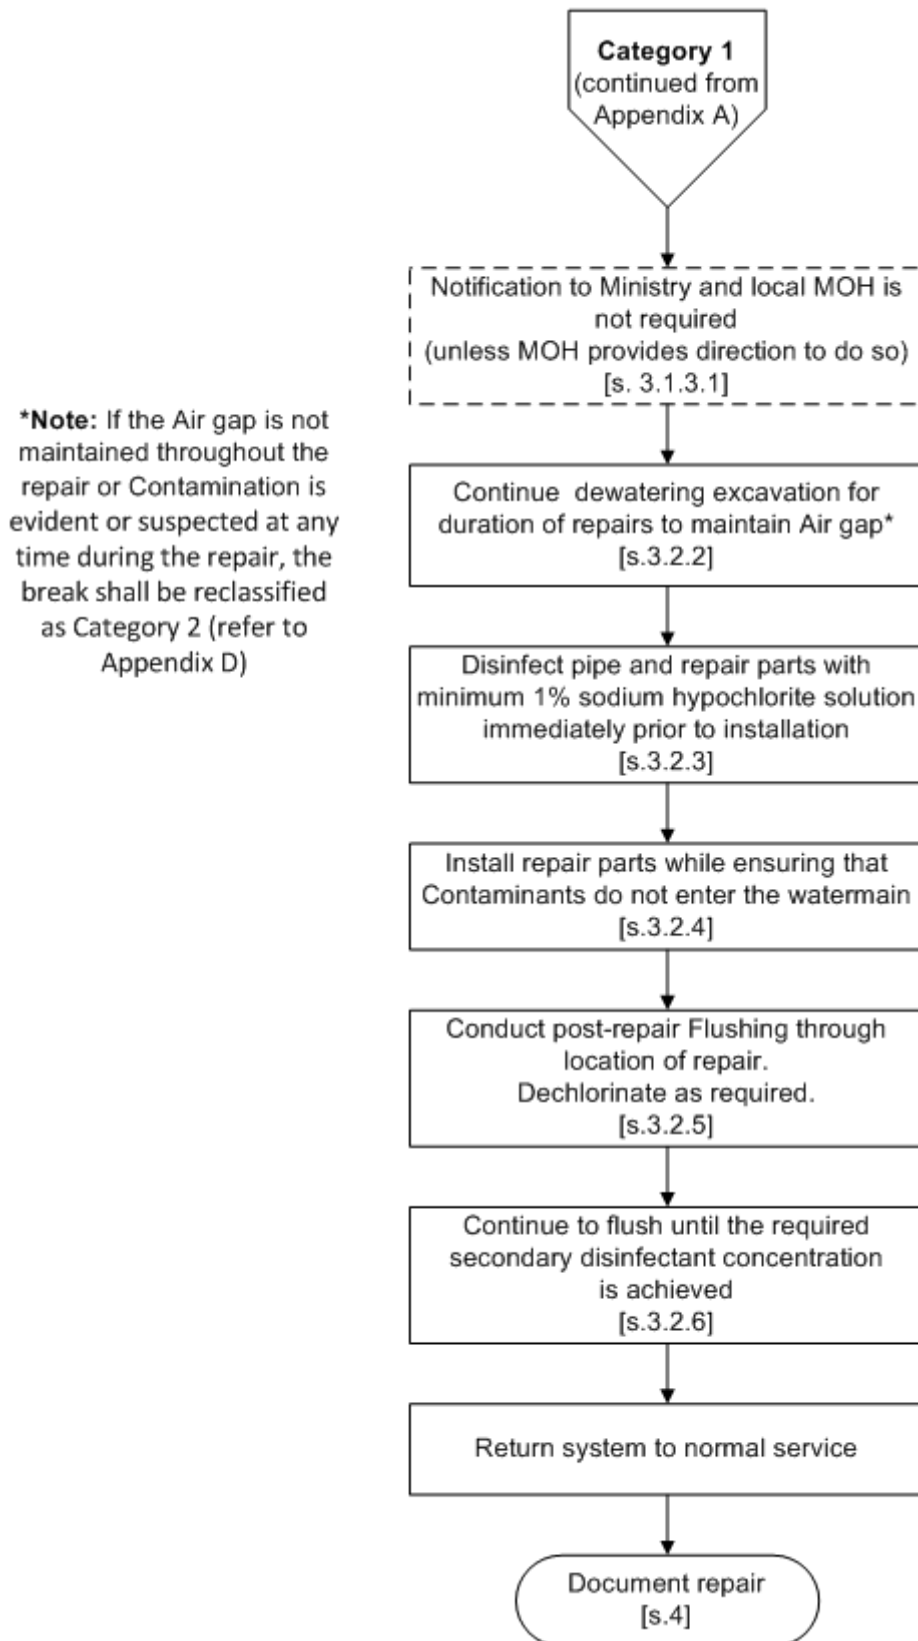 Category 1
(continued from
Appendix A)
Notification to Ministry and local MOH is
not required
(unless MOH provides direction to do so)
[s. 3.1.3.1]
*Note: If the Air gap is not
maintained throughout the
repair or Contamination is
evident or suspected at any
time during the repair, the
break shall be reclassified
as Category 2 (refer to
Appendix D)
Continue dewatering excavation for
duration of repairs to maintain Air gap*
[s.3.2.2]
Disinfect pipe and repair parts with
minimum 1% sodium hypochlorite solution
immediately prior to installation
[s.3.2.3]
Install repair parts while ensuring that
Contaminants do not enter the watermain
[s.3.2.4]
Conduct post-repair Flushing through
location of repair.
Dechlorinate as required.
[s.3.2.5]
Continue to flush until the required
secondary disinfectant concentration
is achieved
[s.3.2.6]
Return system to normal service
Document repair
[s.4]